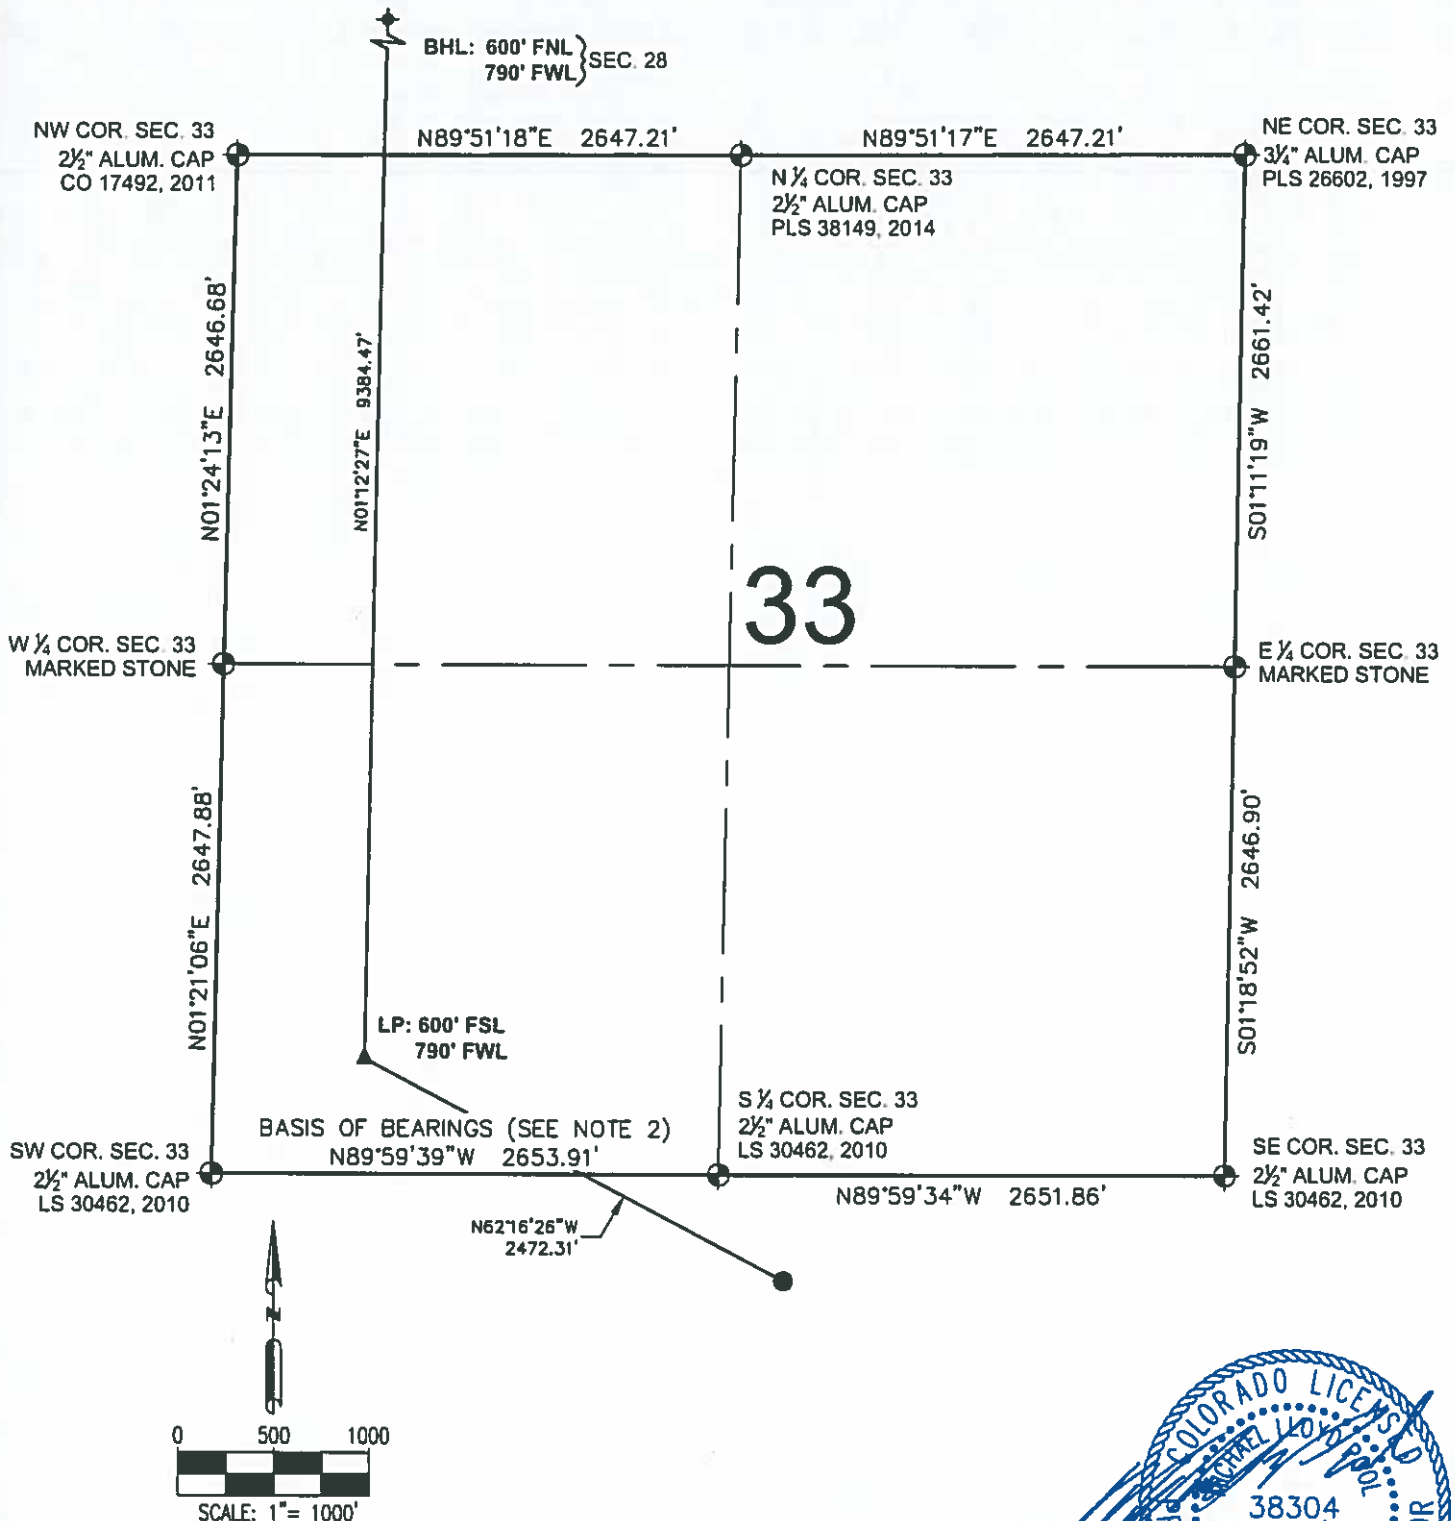 BHL: 600' FNL
790' FWL
SEC. 28
NW COR. SEC. 33
2½" ALUM. CAP
CO 17492, 2011
N89°51'18"E 2647.21'
N89°51'17"E 2647.21'
NE COR. SEC. 33
3¼" ALUM. CAP
PLS 26602, 1997
N ¼ COR. SEC. 33
2½" ALUM. CAP
PLS 38149, 2014
N01°24'13"E 2646.68'
N01°12'27"E 9384.47'
S01°11'19"W 2661.42'
33
W ¼ COR. SEC. 33
MARKED STONE
E ¼ COR. SEC. 33
MARKED STONE
N01°21'06"E 2647.88'
S01°18'52"W 2646.90'
LP: 600' FSL
790' FWL
S ¼ COR. SEC. 33
2½" ALUM. CAP
LS 30462, 2010
BASIS OF BEARINGS (SEE NOTE 2)
N89°59'39"W 2653.91'
SW COR. SEC. 33
2½" ALUM. CAP
LS 30462, 2010
SE COR. SEC. 33
2½" ALUM. CAP
LS 30462, 2010
N89°59'34"W 2651.86'
N62°16'26"W
2472.31'
N
0 500 1000
SCALE: 1"= 1000'
COLORADO LICENSED
MICHAEL LLOYD POOL
38304